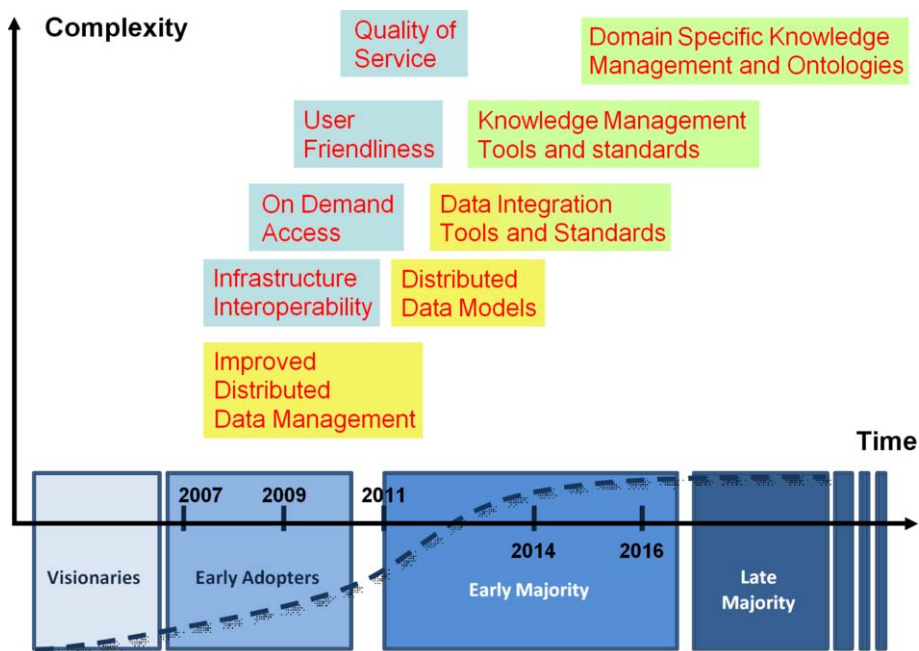 Complexity
Quality of
Service
Domain Specific Knowledge
Management and Ontologies
User
Friendliness
Knowledge Management
Tools and standards
On Demand
Access
Data Integration
Tools and Standards
Infrastructure
Interoperability
Distributed
Data Models
Improved
Distributed
Data Management
Time
2007
2009
2011
2014
2016
Visionaries
Early Adopters
Early Majority
Late
Majority